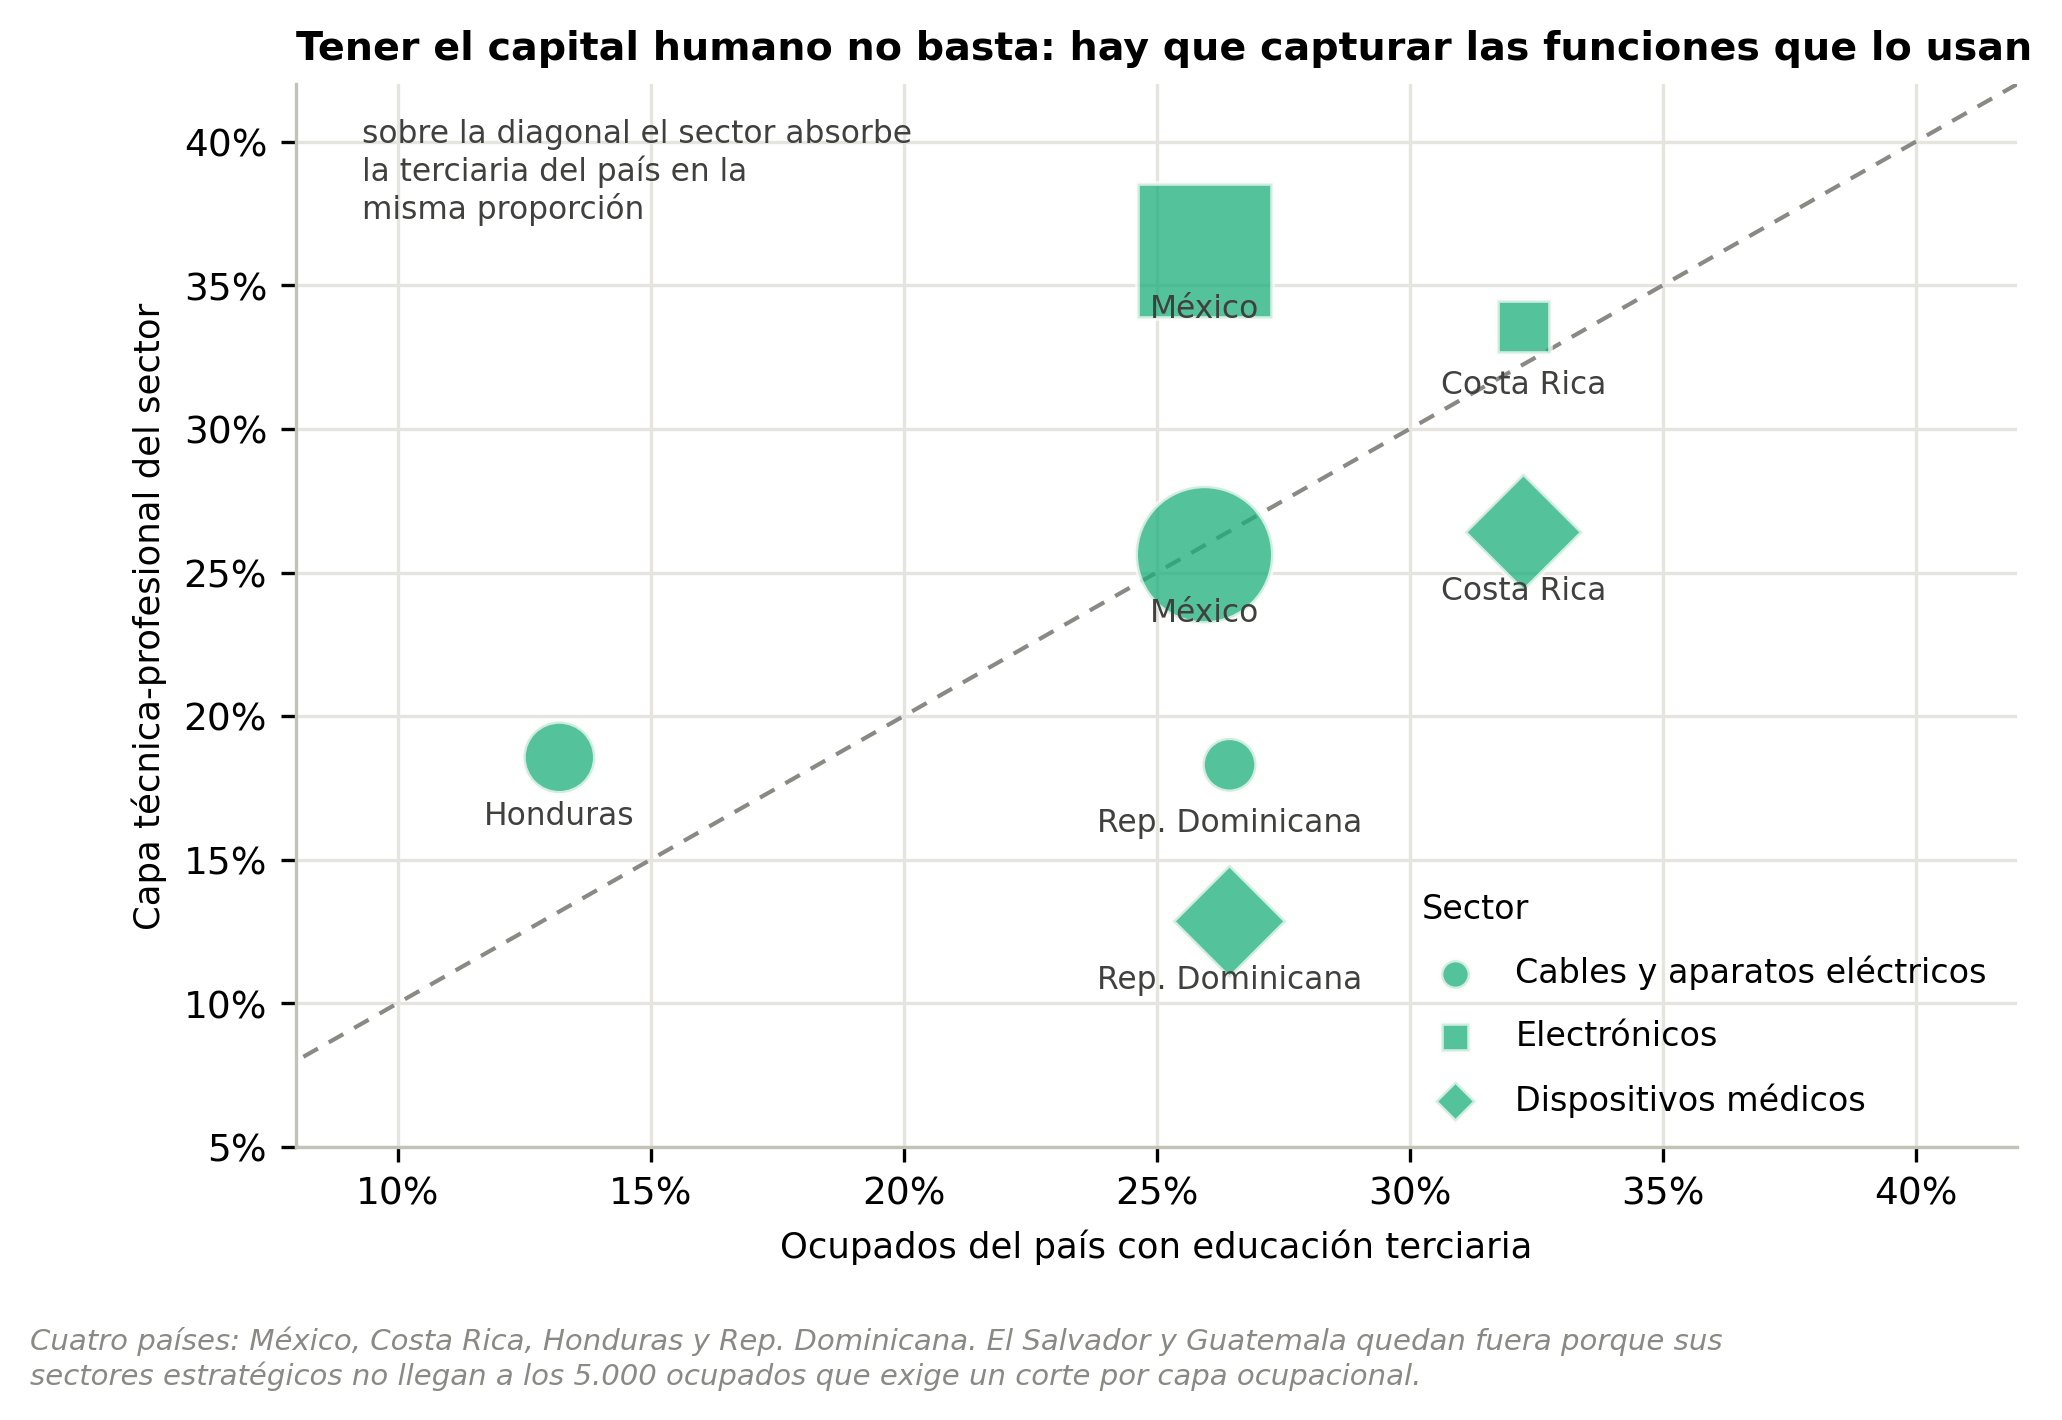 Tener el capital humano no basta: hay que capturar las funciones que lo usan
sobre la diagonal el sector absorbe
la terciaria del país en la
misma proporción
40%
35%
30%
25%
20%
15%
10%
5%
Capa técnica-profesional del sector
México
Costa Rica
México
Costa Rica
Honduras
Rep. Dominicana
Rep. Dominicana
Sector
Cables y aparatos eléctricos
Electrónicos
Dispositivos médicos
10%
15%
20%
25%
30%
35%
40%
Ocupados del país con educación terciaria
Cuatro países: México, Costa Rica, Honduras y Rep. Dominicana. El Salvador y Guatemala quedan fuera porque sus
sectores estratégicos no llegan a los 5.000 ocupados que exige un corte por capa ocupacional.